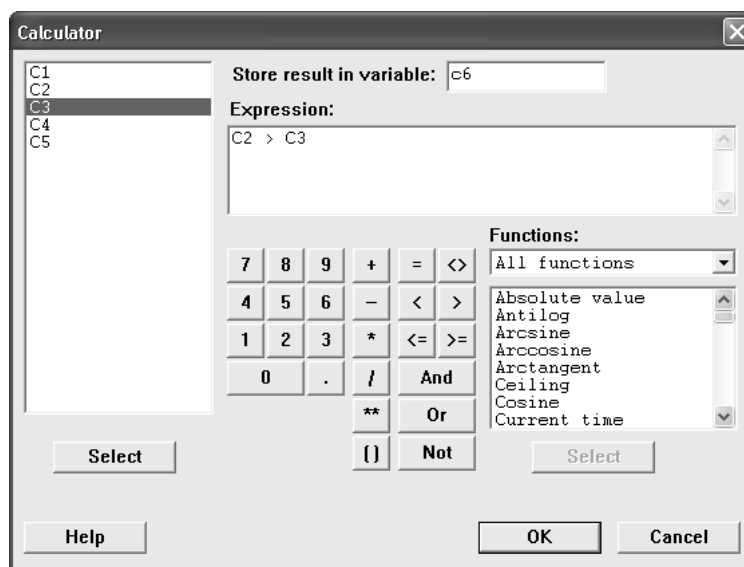 Calculator
C1
C2
C3
C4
C5
Store result in variable: c6
Expression:
C2 > C3
Functions:
All functions
7 8 9 + = <>
4 5 6 − < >
1 2 3 * <= >=
0 . / And
** Or
() Not
Absolute value
Antilog
Arcsine
Arccosine
Arctangent
Ceiling
Cosine
Current time
Select
Select
Help
OK
Cancel